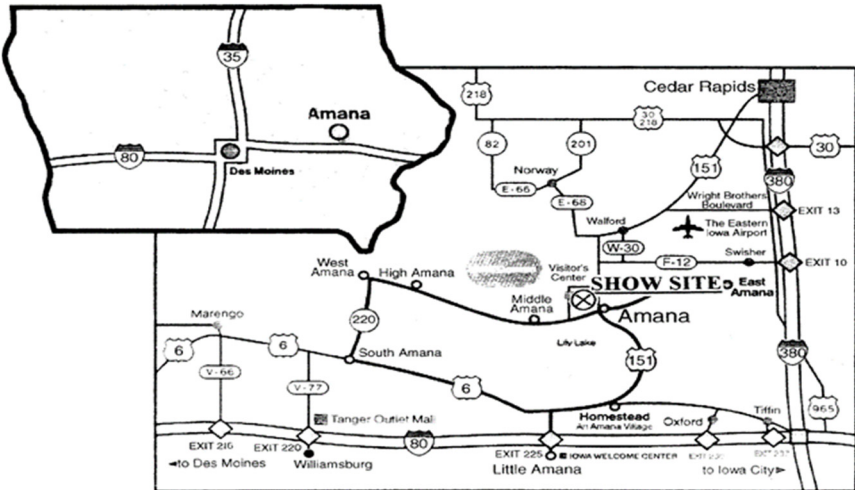 35
Amana
80
Des Moines
Cedar Rapids
218
30
218
30
82
201
151
380
Norway
E-66
E-68
Wright Brothers
Boulevard
EXIT 13
Walford
The Eastern
Iowa Airport
W-30
Swisher
F-12
EXIT 10
West
Amana
High Amana
Visitor's
Center
SHOW SITE
East
Amana
Middle
Amana
Amana
Marengo
220
Lily Lake
6
6
South Amana
151
380
V-66
V-77
6
965
Tanger Outlet Mall
Homestead
An Amana Village
Oxford
Tiffin
EXIT 216
EXIT 220
80
EXIT 225
IOWA WELCOME CENTER
to Des Moines
Williamsburg
Little Amana
to Iowa City